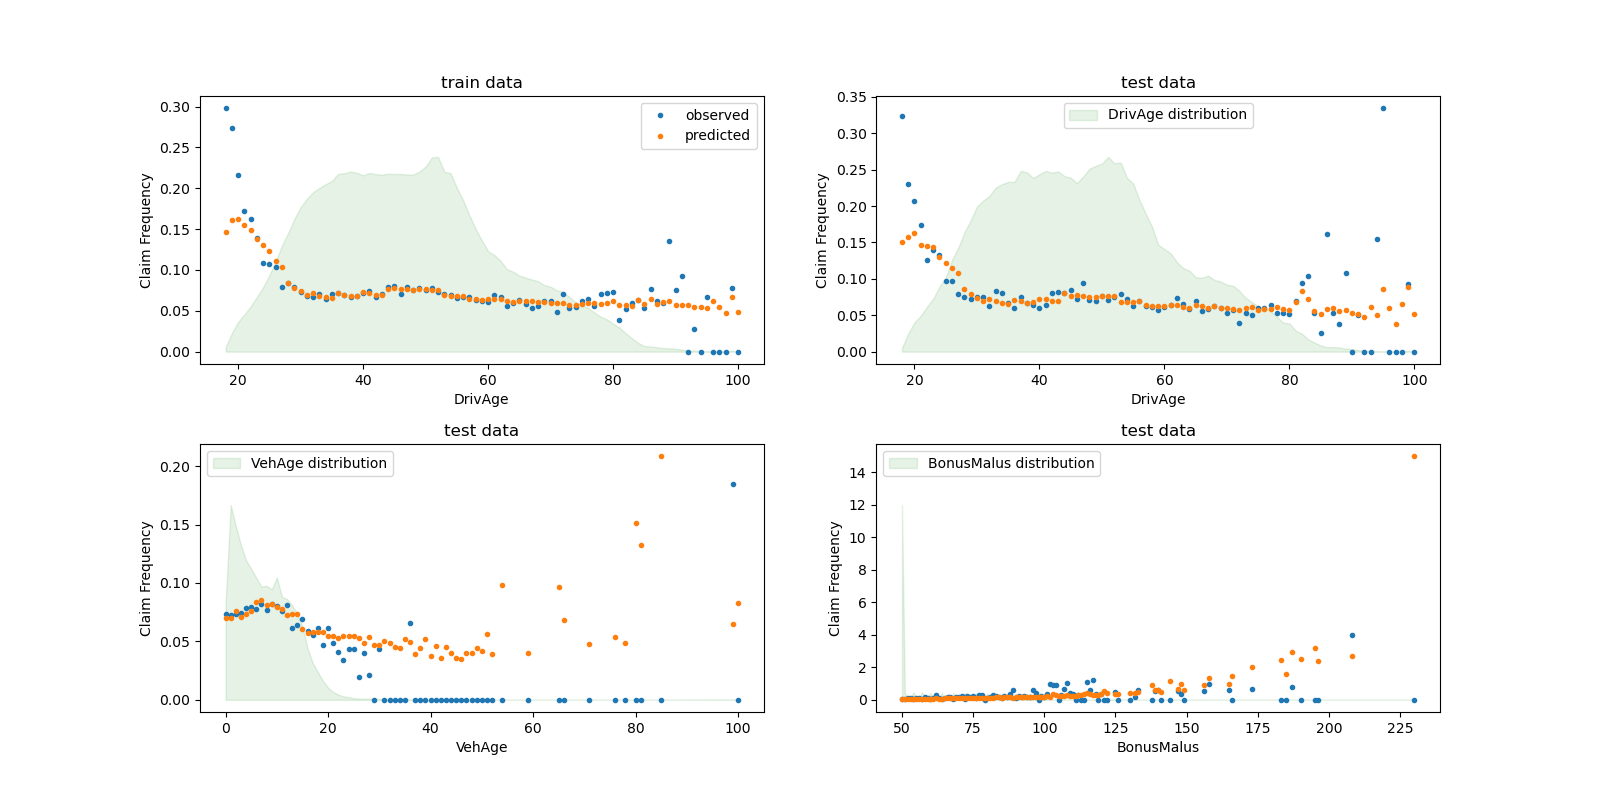 train data
0.30
0.25
0.20
0.15
0.10
0.05
0.00
Claim Frequency
observed
predicted
20 40 60 80 100
DrivAge
test data
0.35
0.30
0.25
0.20
0.15
0.10
0.05
0.00
Claim Frequency
DrivAge distribution
20 40 60 80 100
DrivAge
test data
0.20
0.15
0.10
0.05
0.00
Claim Frequency
VehAge distribution
0 20 40 60 80 100
VehAge
test data
14
12
10
8
6
4
2
0
Claim Frequency
BonusMalus distribution
50 75 100 125 150 175 200 225
BonusMalus